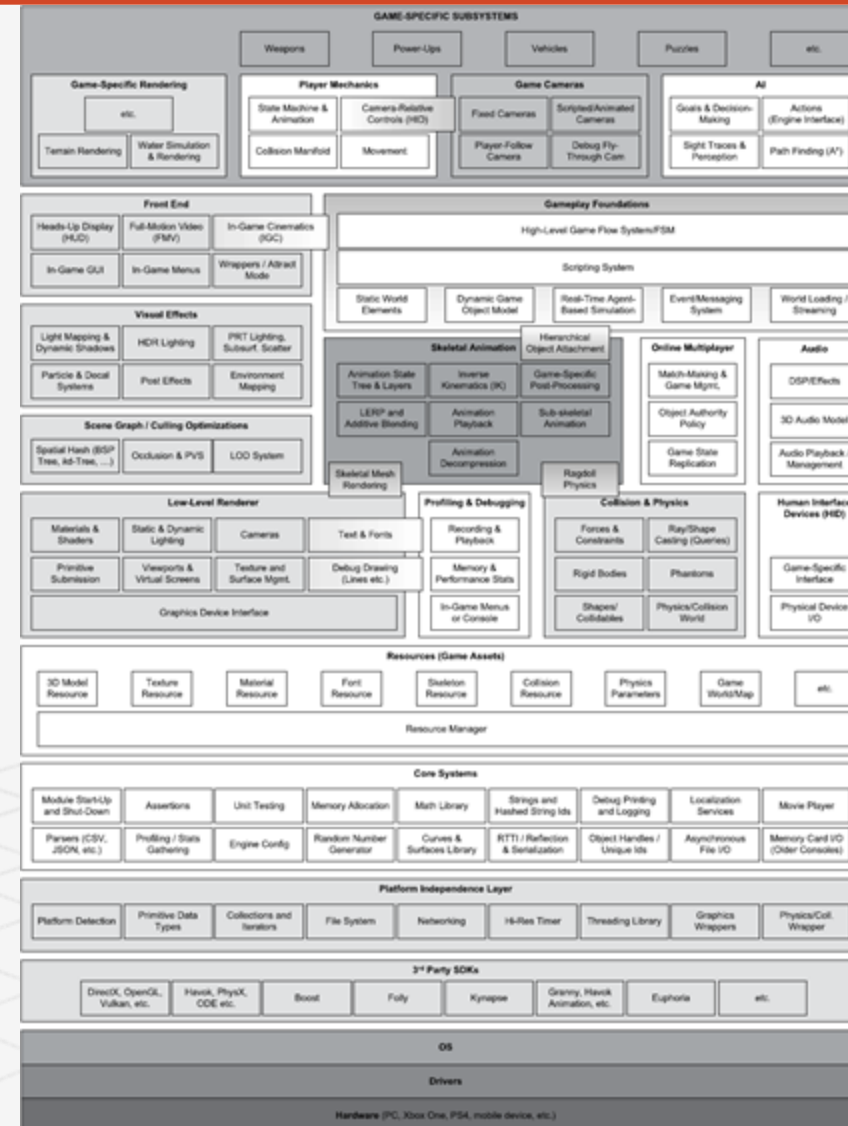 GAME-SPECIFIC SUBSYSTEMS
Weapons
Power-Ups
Vehicles
Puzzles
etc.
Game-Specific Rendering
etc.
Terrain Rendering
Water Simulation
& Rendering
Player Mechanics
State Machine &
Animation
Camera-Relative
Controls (HID)
Collision Manifold
Movement
Game Cameras
Fixed Cameras
Scripted/Animated
Cameras
Player-Follow
Camera
Debug Fly-
Through Cam
AI
Goals & Decision-
Making
Actions
(Engine Interface)
Sight Traces &
Perception
Path Finding (A*)
Front End
Heads-Up Display
(HUD)
Full-Motion Video
(FMV)
In-Game Cinematics
(IGC)
In-Game GUI
In-Game Menus
Wrappers / Attract
Mode
Gameplay Foundations
High-Level Game Flow System/FSM
Scripting System
Static World
Elements
Dynamic Game
Object Model
Real-Time Agent-
Based Simulation
Event/Messaging
System
World Loading /
Streaming
Visual Effects
Light Mapping &
Dynamic Shadows
HDR Lighting
PRT Lighting,
Subsurf. Scatter
Particle & Decal
Systems
Post Effects
Environment
Mapping
Skeletal Animation
Hierarchical
Object Attachment
Animation State
Tree & Layers
Inverse
Kinematics (IK)
Game-Specific
Post-Processing
LERP and
Additive Blending
Animation
Playback
Sub-skeletal
Animation
Animation
Decompression
Skeletal Mesh
Rendering
Ragdoll
Physics
Online Multiplayer
Match-Making &
Game Mgmt.
Object Authority
Policy
Game State
Replication
Audio
DSP/Effects
3D Audio Model
Audio Playback /
Management
Scene Graph / Culling Optimizations
Spatial Hash (BSP
Tree, kd-Tree, ...)
Occlusion & PVS
LOD System
Low-Level Renderer
Materials &
Shaders
Static & Dynamic
Lighting
Cameras
Text & Fonts
Primitive
Submission
Viewports &
Virtual Screens
Texture and
Surface Mgmt.
Debug Drawing
(Lines etc.)
Graphics Device Interface
Profiling & Debugging
Recording &
Playback
Memory &
Performance Stats
In-Game Menus
or Console
Collision & Physics
Forces &
Constraints
Ray/Shape
Casting (Queries)
Rigid Bodies
Phantoms
Shapes/
Collidables
Physics/Collision
World
Human Interface
Devices (HID)
Game-Specific
Interface
Physical Device
I/O
Resources (Game Assets)
3D Model
Resource
Texture
Resource
Material
Resource
Font
Resource
Skeleton
Resource
Collision
Resource
Physics
Parameters
Game
World/Map
etc.
Resource Manager
Core Systems
Module Start-Up
and Shut-Down
Assertions
Unit Testing
Memory Allocation
Math Library
Strings and
Hashed String Ids
Debug Printing
and Logging
Localization
Services
Movie Player
Parsers (CSV,
JSON, etc.)
Profiling / Stats
Gathering
Engine Config
Random Number
Generator
Curves &
Surfaces Library
RTTI / Reflection
& Serialization
Object Handles /
Unique Ids
Asynchronous
File I/O
Memory Card I/O
(Older Consoles)
Platform Independence Layer
Platform Detection
Primitive Data
Types
Collections and
Iterators
File System
Networking
Hi-Res Timer
Threading Library
Graphics
Wrappers
Physics/Coll.
Wrapper
3rd Party SDKs
DirectX, OpenGL,
Vulkan, etc.
Havok, PhysX,
ODE etc.
Boost
Folly
Kynapse
Granny, Havok
Animation, etc.
Euphoria
etc.
OS
Drivers
Hardware (PC, Xbox One, PS4, mobile device, etc.)